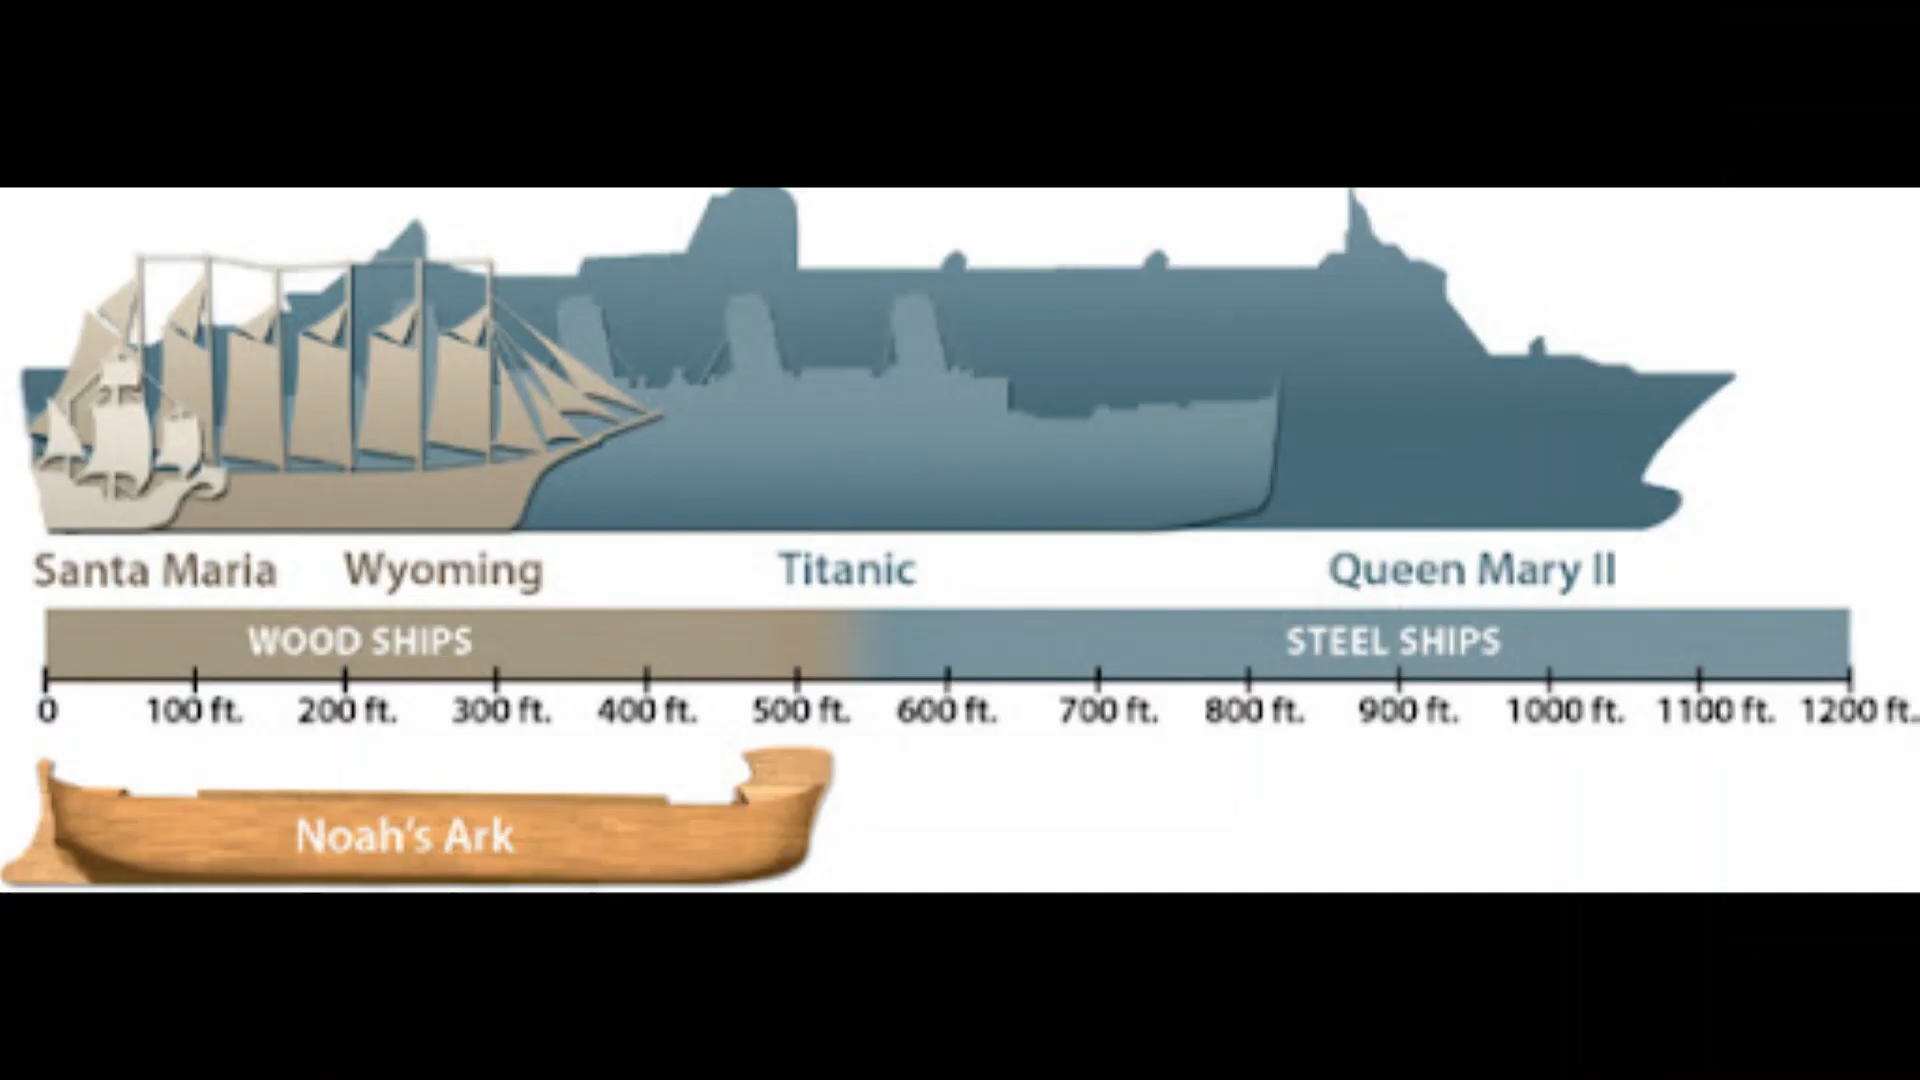 Santa Maria Wyoming Titanic Queen Mary II
WOOD SHIPS STEEL SHIPS
0 100 ft. 200 ft. 300 ft. 400 ft. 500 ft. 600 ft. 700 ft. 800 ft. 900 ft. 1000 ft. 1100 ft. 1200 ft.
Noah's Ark